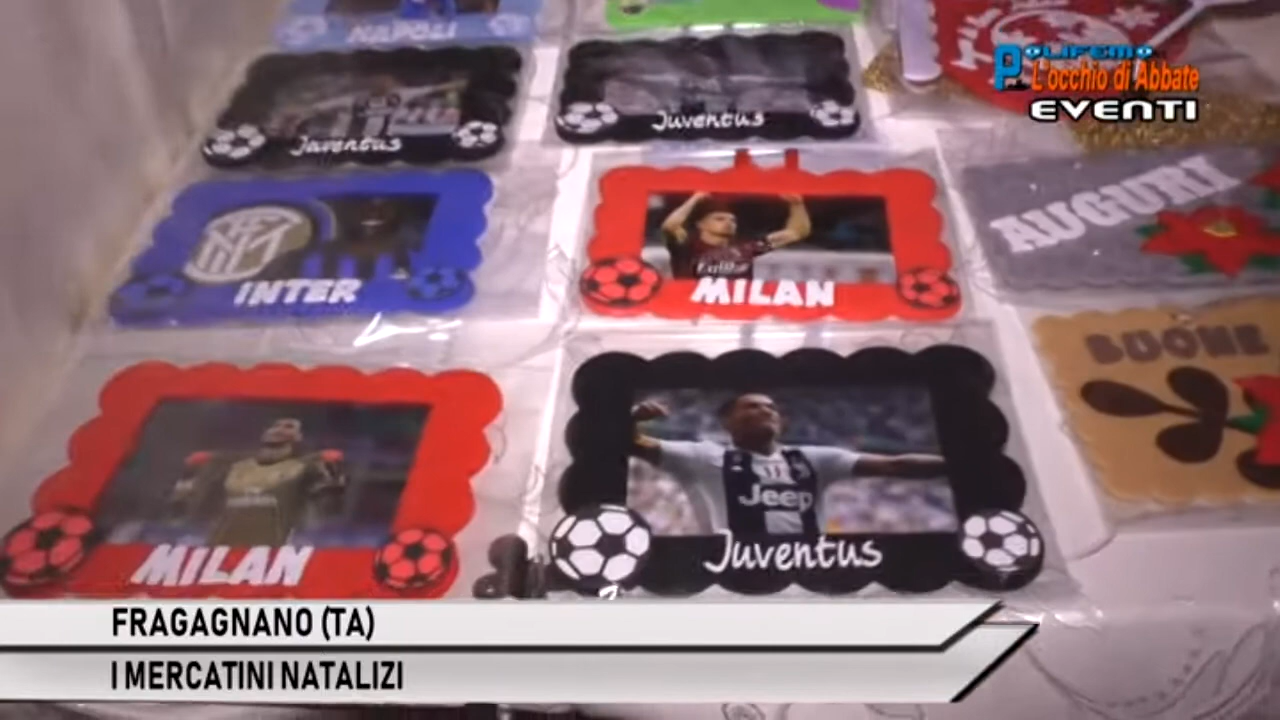 NAPOLI
POLIFEMO
L'occhio di Abbate
EVENTI
Juventus
Juventus
INTER
MILAN
AUGURI
BUONE
MILAN
Jeep
Juventus
FRAGAGNANO (TA)
I MERCATINI NATALIZI